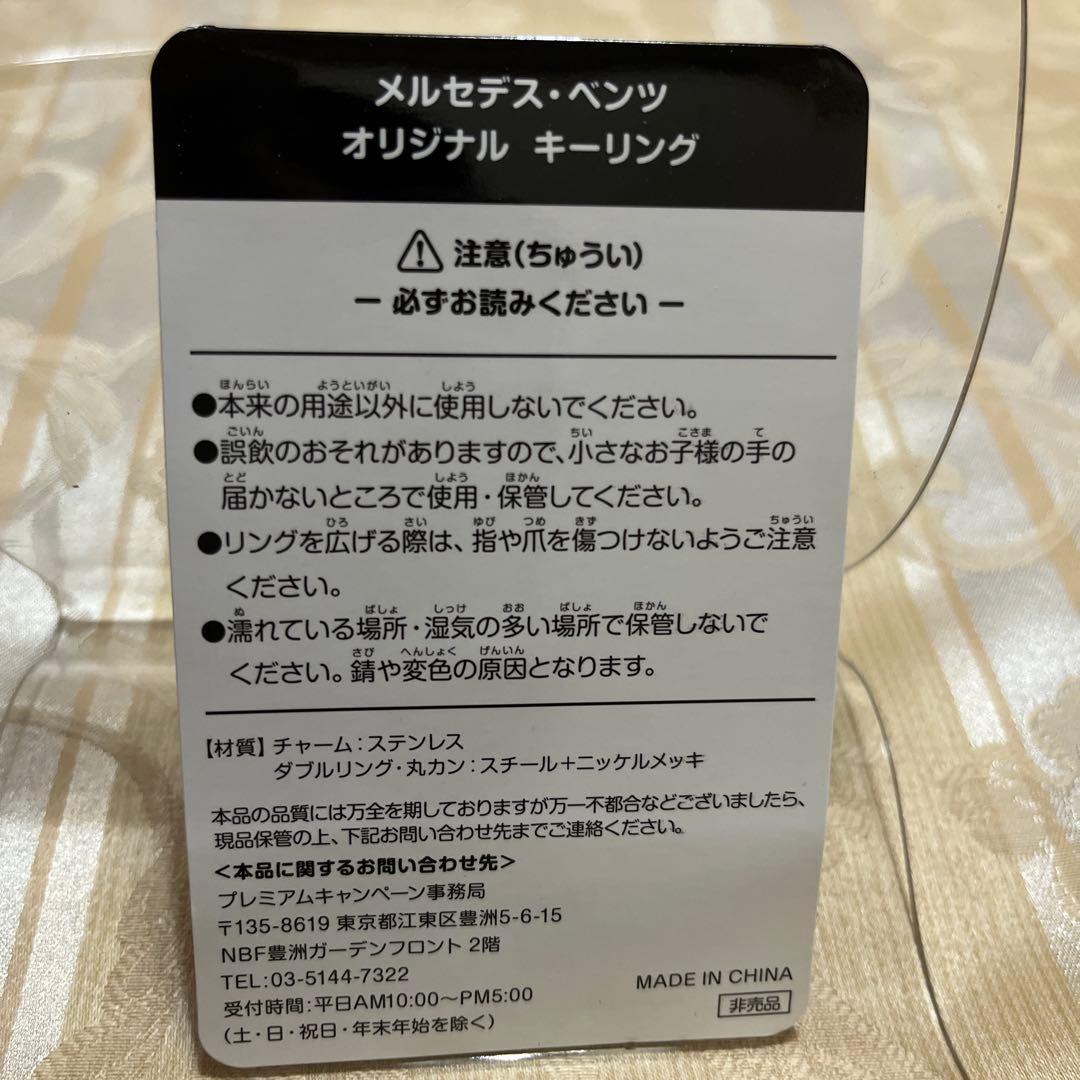 メルセデス・ベンツ
オリジナル キーリング
注意(ちゅうい)
ー 必ずお読みください ー
ほんらい ようといがい しよう
●本来の用途以外に使用しないでください。
ごいん ちい こさま て
●誤飲のおそれがありますので、小さなお子様の手の
とど しよう ほかん
届かないところで使用・保管してください。
ひろ さい ゆび つめ きず ちゅうい
●リングを広げる際は、指や爪を傷つけないようご注意
ください。
ぬ ばしょ しっけ おお ばしょ ほかん
●濡れている場所・湿気の多い場所で保管しないで
さび へんしょく げんいん
ください。錆や変色の原因となります。
【材質】チャーム:ステンレス
ダブルリング・丸カン:スチール+ニッケルメッキ
本品の品質には万全を期しておりますが万一不都合などございましたら、
現品保管の上、下記お問い合わせ先までご連絡ください。
<本品に関するお問い合わせ先>
プレミアムキャンペーン事務局
〒135-8619 東京都江東区豊洲5-6-15
NBF豊洲ガーデンフロント 2階
TEL:03-5144-7322
受付時間:平日AM10:00〜PM5:00
(土・日・祝日・年末年始を除く)
MADE IN CHINA
非売品